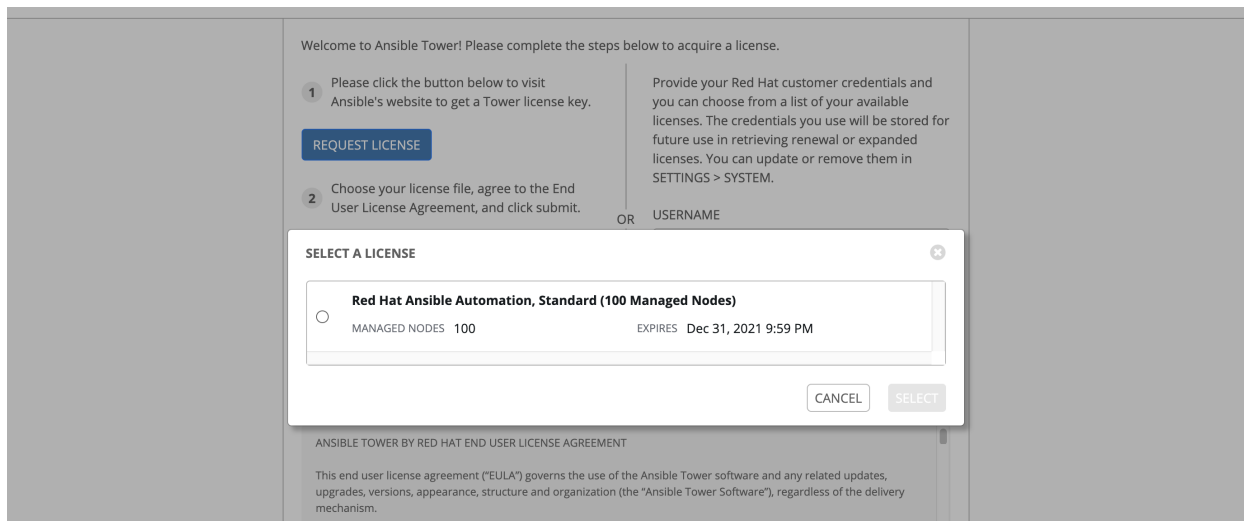 Welcome to Ansible Tower! Please complete the steps below to acquire a license.
1
Please click the button below to visit
Ansible's website to get a Tower license key.
REQUEST LICENSE
2
Choose your license file, agree to the End
User License Agreement, and click submit.
OR
Provide your Red Hat customer credentials and
you can choose from a list of your available
licenses. The credentials you use will be stored for
future use in retrieving renewal or expanded
licenses. You can update or remove them in
SETTINGS > SYSTEM.
USERNAME
SELECT A LICENSE
Red Hat Ansible Automation, Standard (100 Managed Nodes)
MANAGED NODES 100
EXPIRES Dec 31, 2021 9:59 PM
CANCEL
SELECT
ANSIBLE TOWER BY RED HAT END USER LICENSE AGREEMENT
This end user license agreement (“EULA”) governs the use of the Ansible Tower software and any related updates,
upgrades, versions, appearance, structure and organization (the “Ansible Tower Software”), regardless of the delivery
mechanism.